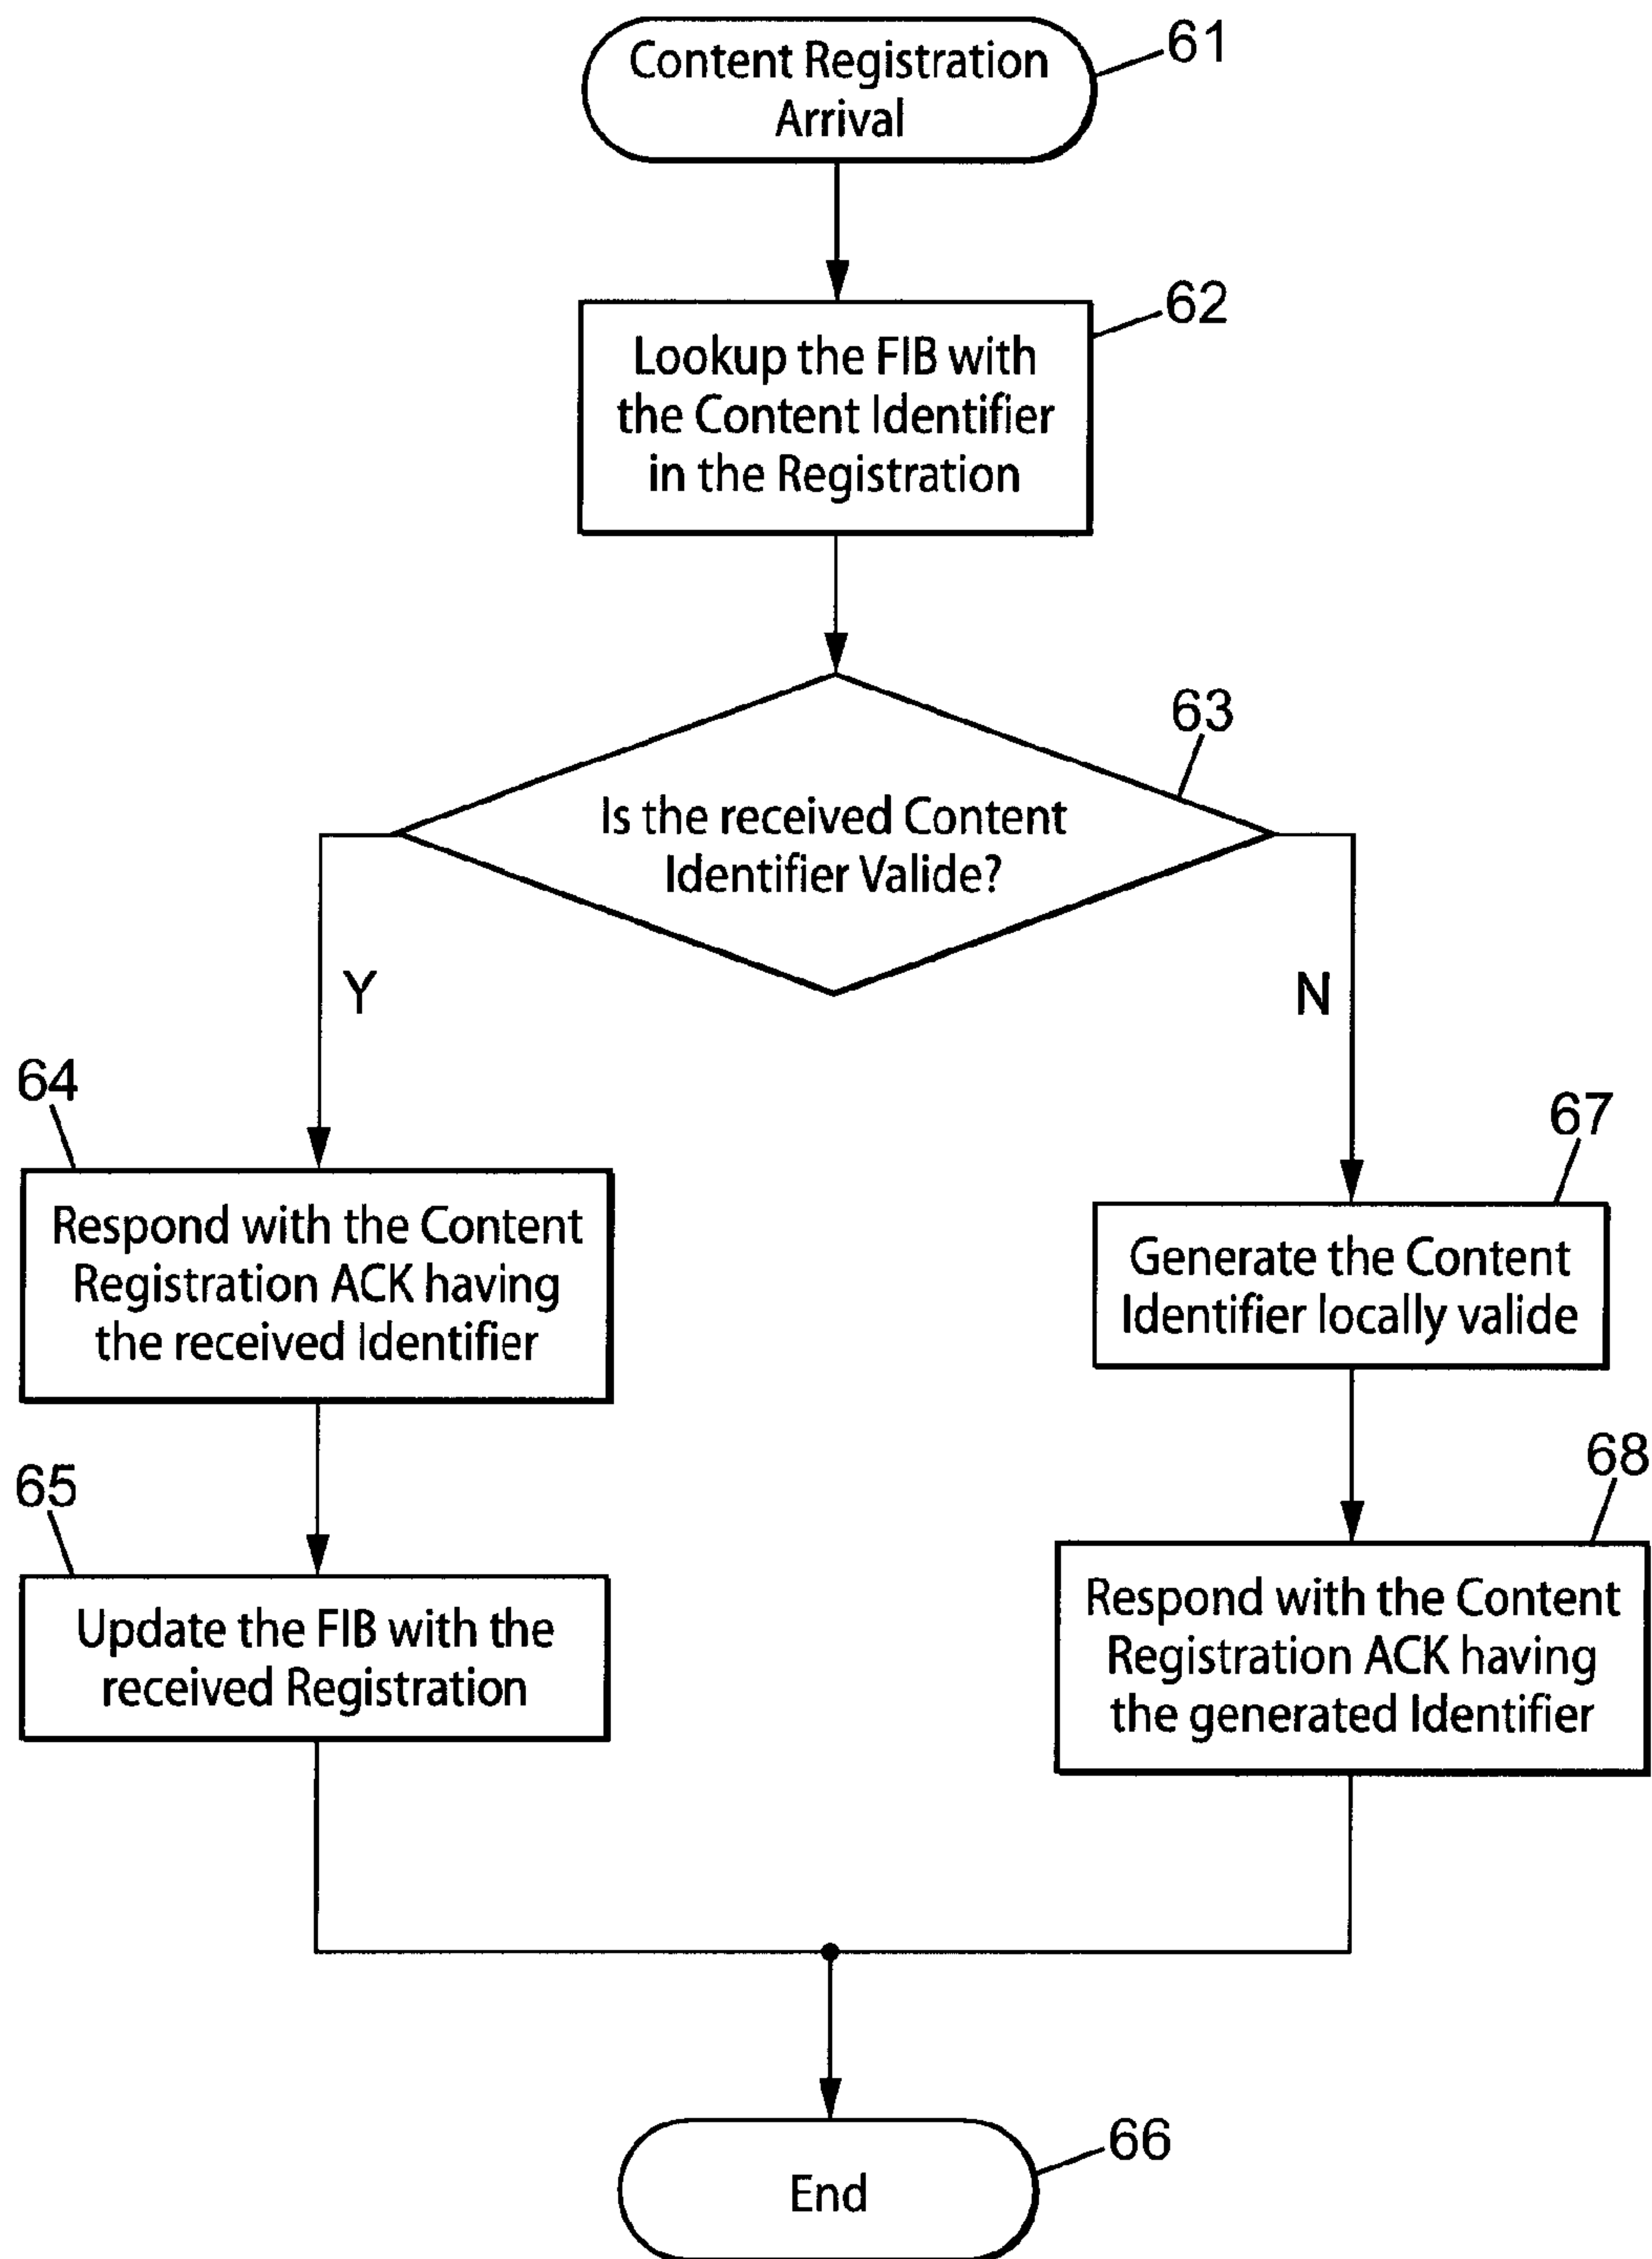 Content Registration
Arrival
61
Lookup the FIB with
the Content Identifier
in the Registration
62
Is the received Content
Identifier Valide?
63
Y
N
64
Respond with the Content
Registration ACK having
the received Identifier
67
Generate the Content
Identifier locally valide
65
Update the FIB with the
received Registration
68
Respond with the Content
Registration ACK having
the generated Identifier
End
66